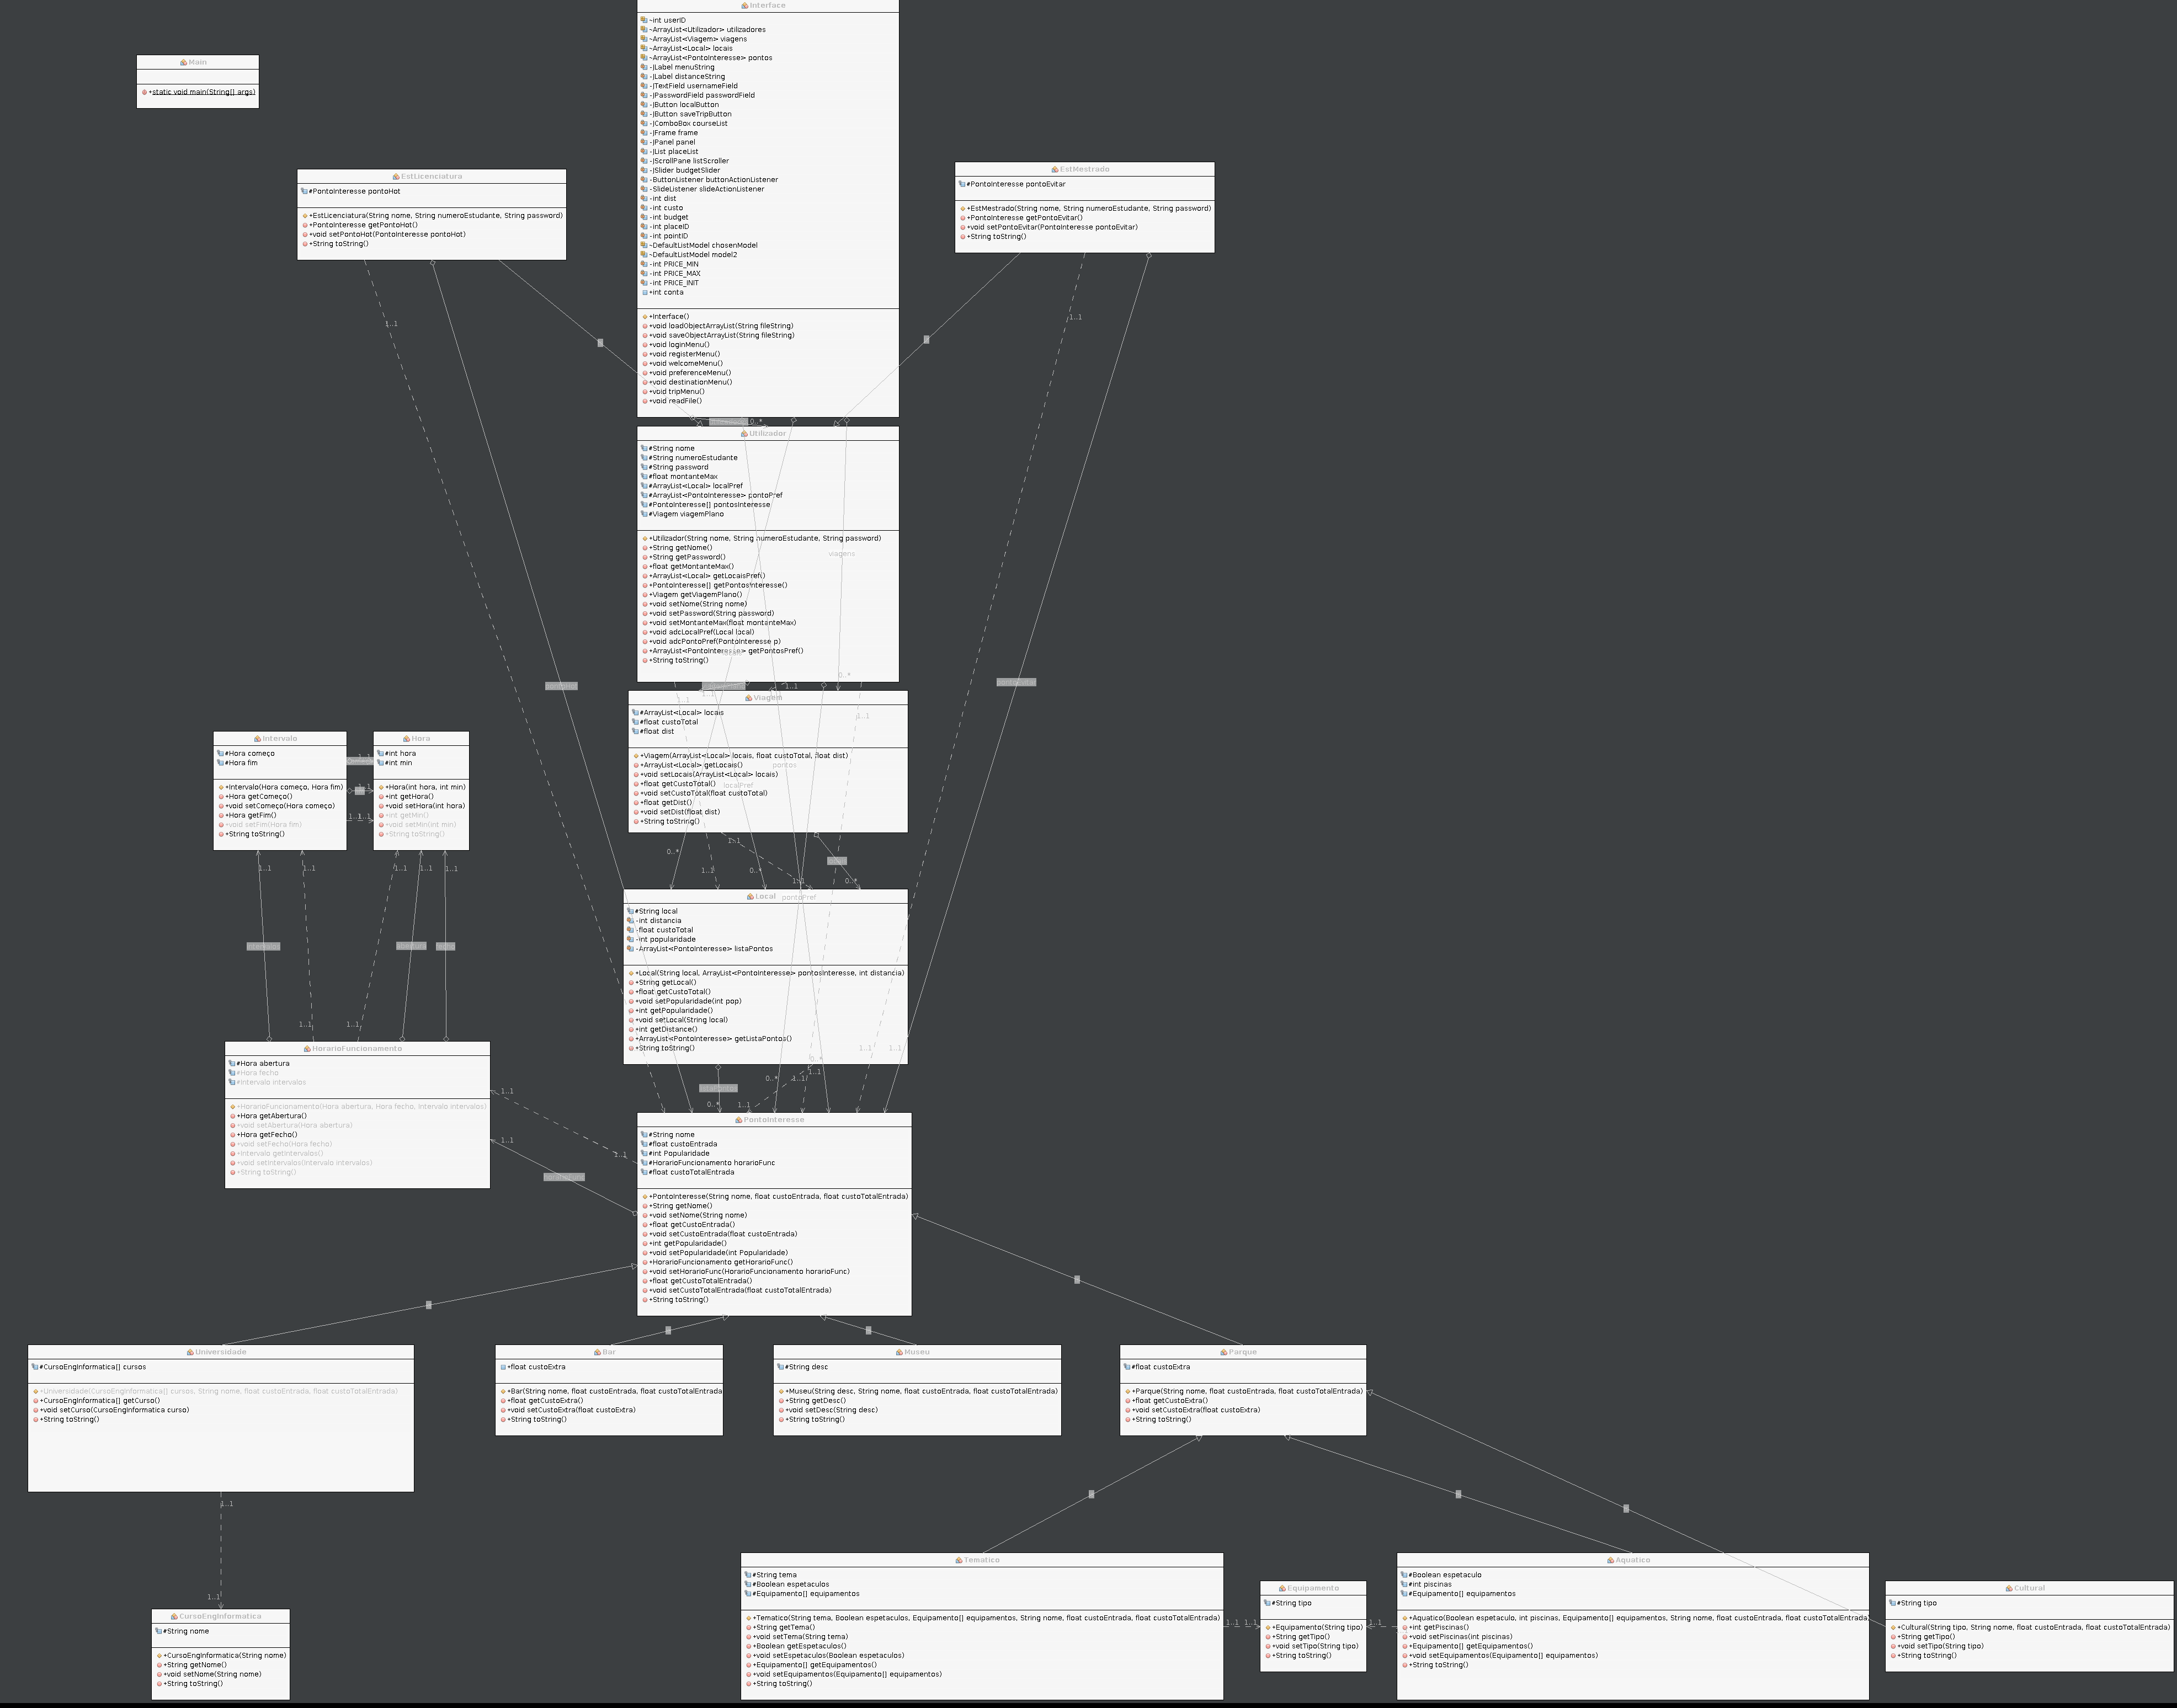 Interface
~int userID
~ArrayList<Utilizador> utilizadores
~ArrayList<Viagem> viagens
~ArrayList<Local> locais
~ArrayList<PontoInteresse> pontos
-JLabel menuString
-JLabel distanceString
-JTextField usernameField
-JPasswordField passwordField
-JButton localButton
-JButton saveTripButton
-JComboBox courseList
-JFrame frame
-JPanel panel
-JList placeList
-JScrollPane listScroller
-JSlider budgetSlider
-ButtonListener buttonActionListener
-SlideListener slideActionListener
-int dist
-int custo
-int budget
-int placeID
-int pointID
~DefaultListModel chosenModel
~DefaultListModel model2
-int PRICE_MIN
-int PRICE_MAX
-int PRICE_INIT
+int conta
+Interface()
+void loadObjectArrayList(String fileString)
+void saveObjectArrayList(String fileString)
+void loginMenu()
+void registerMenu()
+void welcomeMenu()
+void preferenceMenu()
+void destinationMenu()
+void tripMenu()
+void readFile()
Main
+static void main(String[] args)
EstLicenciatura
#PontoInteresse pontoHot
+EstLicenciatura(String nome, String numeroEstudante, String password)
+PontoInteresse getPontoHot()
+void setPontoHot(PontoInteresse pontoHot)
+String toString()
EstMestrado
#PontoInteresse pontoEvitar
+EstMestrado(String nome, String numeroEstudante, String password)
+PontoInteresse getPontoEvitar()
+void setPontoEvitar(PontoInteresse pontoEvitar)
+String toString()
1..1
1..1
0..*
Utilizador
#String nome
#String numeroEstudante
#String password
#float montanteMax
#ArrayList<Local> localPref
#ArrayList<PontoInteresse> pontoPref
#PontoInteresse[] pontosInteresse
#Viagem viagemPlano
+Utilizador(String nome, String numeroEstudante, String password)
+String getNome()
+String getPassword()
+float getMontanteMax()
+ArrayList<Local> getLocaisPref()
+PontoInteresse[] getPontosInteresse()
+Viagem getViagemPlano()
+void setNome(String nome)
+void setPassword(String password)
+void setMontanteMax(float montanteMax)
+void adcLocalPref(Local local)
+void adcPontoPref(PontoInteresse p)
+ArrayList<PontoInteresse> getPontosPref()
+String toString()
viagens
0..*
1..1
1..1
1..1
1..1
Viagem
#ArrayList<Local> locais
#float custoTotal
#float dist
+Viagem(ArrayList<Local> locais, float custoTotal, float dist)
+ArrayList<Local> getLocais()
+void setLocais(ArrayList<Local> locais)
+float getCustoTotal()
+void setCustoTotal(float custoTotal)
+float getDist()
+void setDist(float dist)
+String toString()
pontos
localPref
Intervalo
#Hora começo
#Hora fim
+Intervalo(Hora começo, Hora fim)
+Hora getComeço()
+void setComeço(Hora começo)
+Hora getFim()
+void setFim(Hora fim)
+String toString()
Hora
#int hora
#int min
+Hora(int hora, int min)
+int getHora()
+void setHora(int hora)
+int getMin()
+void setMin(int min)
+String toString()
1..1
1..1
1..1
1..1
1..1
1..1
1..1
1..1
0..*
1..1
0..*
1..1
0..*
pontoPref
Local
#String local
-int distancia
-float custoTotal
-int popularidade
-ArrayList<PontoInteresse> listaPontos
+Local(String local, ArrayList<PontoInteresse> pontosInteresse, int distancia)
+String getLocal()
+float getCustoTotal()
+void setPopularidade(int pop)
+int getPopularidade()
+void setLocal(String local)
+int getDistance()
+ArrayList<PontoInteresse> getListaPontos()
+String toString()
1..1
1..1
1..1
1..1
0..*
1..1
0..*
1..1
0..*
1..1
HorarioFuncionamento
#Hora abertura
#Hora fecho
#Intervalo intervalos
+HorarioFuncionamento(Hora abertura, Hora fecho, Intervalo intervalos)
+Hora getAbertura()
+void setAbertura(Hora abertura)
+Hora getFecho()
+void setFecho(Hora fecho)
+Intervalo getIntervalos()
+void setIntervalos(Intervalo intervalos)
+String toString()
1..1
1..1
1..1
PontoInteresse
#String nome
#float custoEntrada
#int Popularidade
#HorarioFuncionamento horarioFunc
#float custoTotalEntrada
+PontoInteresse(String nome, float custoEntrada, float custoTotalEntrada)
+String getNome()
+void setNome(String nome)
+float getCustoEntrada()
+void setCustoEntrada(float custoEntrada)
+int getPopularidade()
+void setPopularidade(int Popularidade)
+HorarioFuncionamento getHorarioFunc()
+void setHorarioFunc(HorarioFuncionamento horarioFunc)
+float getCustoTotalEntrada()
+void setCustoTotalEntrada(float custoTotalEntrada)
+String toString()
Universidade
#CursoEngInformatica[] cursos
+Universidade(CursoEngInformatica[] cursos, String nome, float custoEntrada, float custoTotalEntrada)
+CursoEngInformatica[] getCurso()
+void setCurso(CursoEngInformatica curso)
+String toString()
Bar
+float custoExtra
+Bar(String nome, float custoEntrada, float custoTotalEntrada
+float getCustoExtra()
+void setCustoExtra(float custoExtra)
+String toString()
Museu
#String desc
+Museu(String desc, String nome, float custoEntrada, float custoTotalEntrada)
+String getDesc()
+void setDesc(String desc)
+String toString()
Parque
#float custoExtra
+Parque(String nome, float custoEntrada, float custoTotalEntrada)
+float getCustoExtra()
+void setCustoExtra(float custoExtra)
+String toString()
1..1
1..1
CursoEngInformatica
#String nome
+CursoEngInformatica(String nome)
+String getNome()
+void setNome(String nome)
+String toString()
Tematico
#String tema
#Boolean espetaculos
#Equipamento[] equipamentos
+Tematico(String tema, Boolean espetaculos, Equipamento[] equipamentos, String nome, float custoEntrada, float custoTotalEntrada)
+String getTema()
+void setTema(String tema)
+Boolean getEspetaculos()
+void setEspetaculos(Boolean espetaculos)
+Equipamento[] getEquipamentos()
+void setEquipamentos(Equipamento[] equipamentos)
+String toString()
1..1
1..1
Equipamento
#String tipo
+Equipamento(String tipo)
+String getTipo()
+void setTipo(String tipo)
+String toString()
1..1
Aquatico
#Boolean espetaculo
#int piscinas
#Equipamento[] equipamentos
+Aquatico(Boolean espetaculo, int piscinas, Equipamento[] equipamentos, String nome, float custoEntrada, float custoTotalEntrada
+int getPiscinas()
+void setPiscinas(int piscinas)
+Equipamento[] getEquipamentos()
+void setEquipamentos(Equipamento[] equipamentos)
+String toString()
Cultural
#String tipo
+Cultural(String tipo, String nome, float custoEntrada, float custoTotalEntrada)
+String getTipo()
+void setTipo(String tipo)
+String toString()